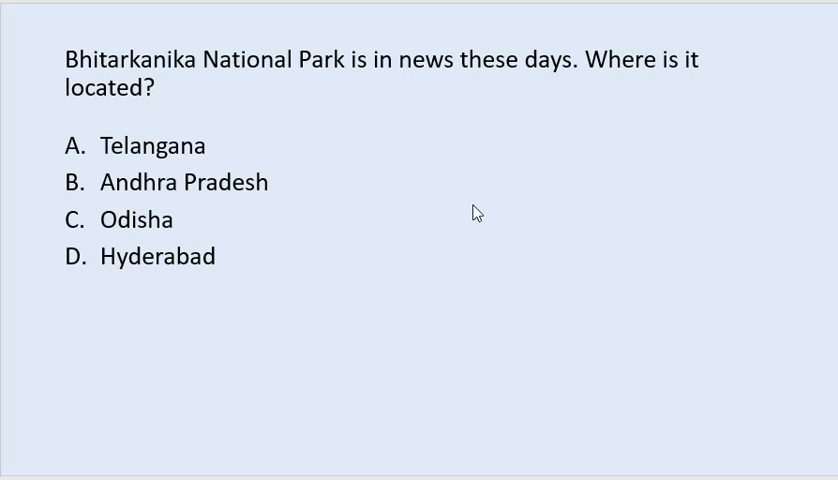 Bhitarkanika National Park is in news these days. Where is it
located?
A. Telangana
B. Andhra Pradesh
C. Odisha
D. Hyderabad